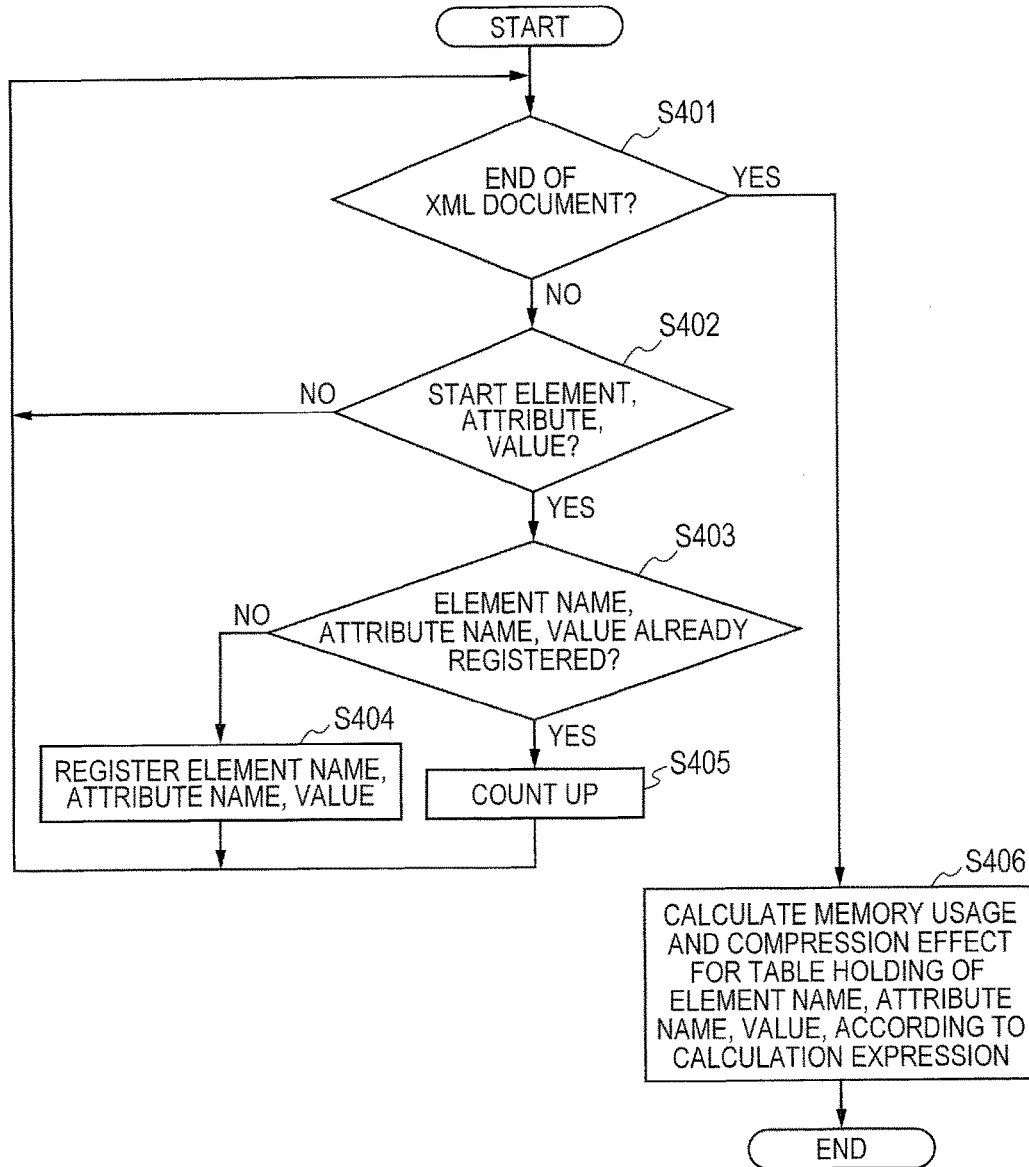 START
S401
END OF
XML DOCUMENT?
YES
NO
S402
NO
START ELEMENT,
ATTRIBUTE,
VALUE?
YES
S403
NO
ELEMENT NAME,
ATTRIBUTE NAME, VALUE ALREADY
REGISTERED?
S404
YES
REGISTER ELEMENT NAME,
ATTRIBUTE NAME, VALUE
S405
COUNT UP
S406
CALCULATE MEMORY USAGE
AND COMPRESSION EFFECT
FOR TABLE HOLDING OF
ELEMENT NAME, ATTRIBUTE
NAME, VALUE, ACCORDING TO
CALCULATION EXPRESSION
END